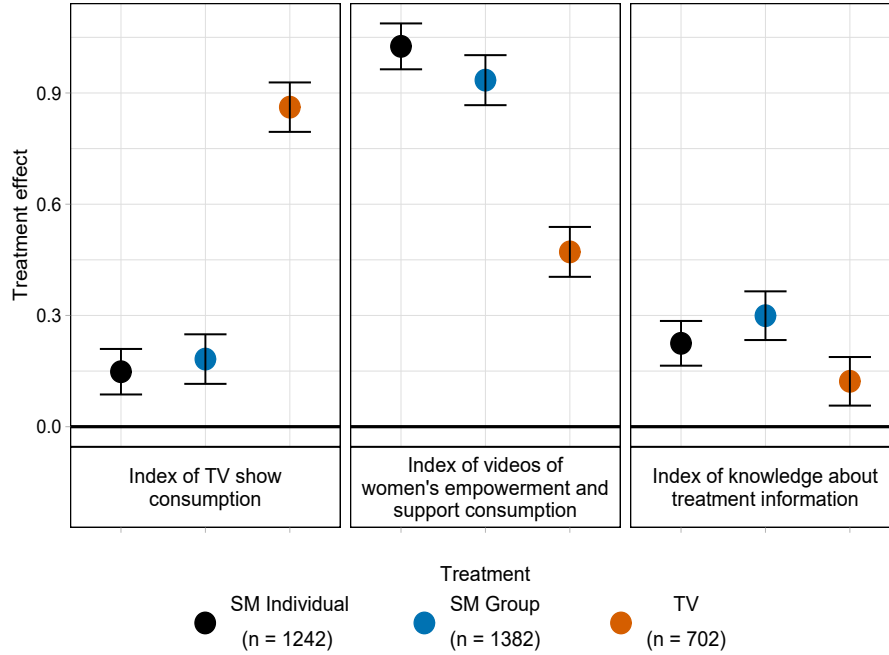 Treatment effect
0.9
0.6
0.3
0.0
Index of TV show
consumption
Index of videos of
women's empowerment and
support consumption
Index of knowledge about
treatment information
Treatment
SM Individual
(n = 1242)
SM Group
(n = 1382)
TV
(n = 702)